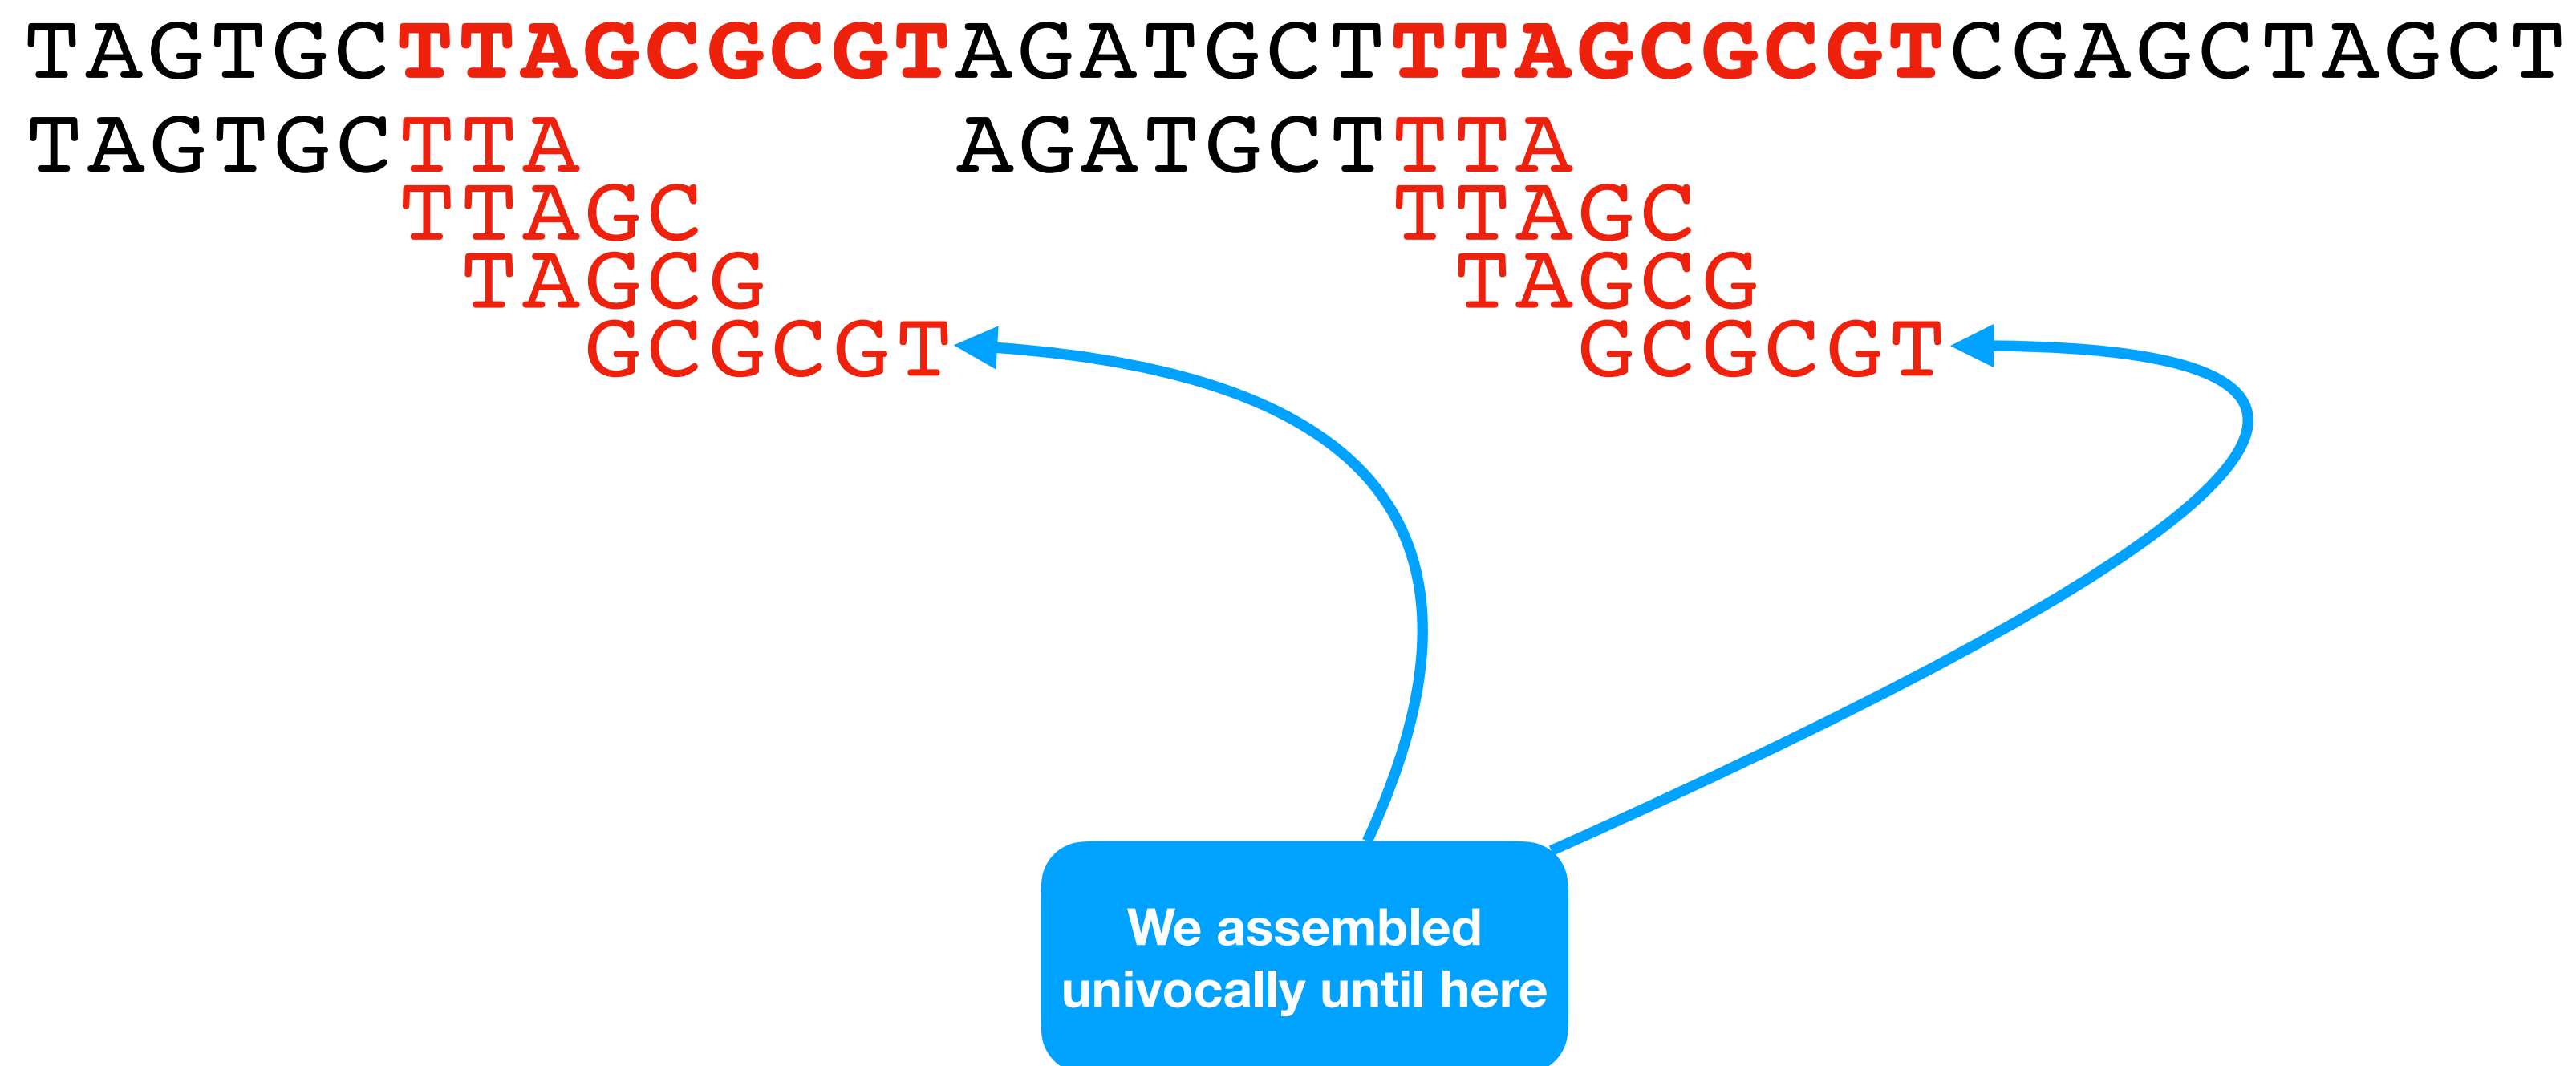 TAGTGCTTAGCGCGTAGATGCTTTAGCGCGTCGAGCTAGCT
TAGTGCTTA AGATGCTTTA
TTAGC TTAGC
TAGCG TAGCG
GCGCGT GCGCGT
We assembled
univocally until here